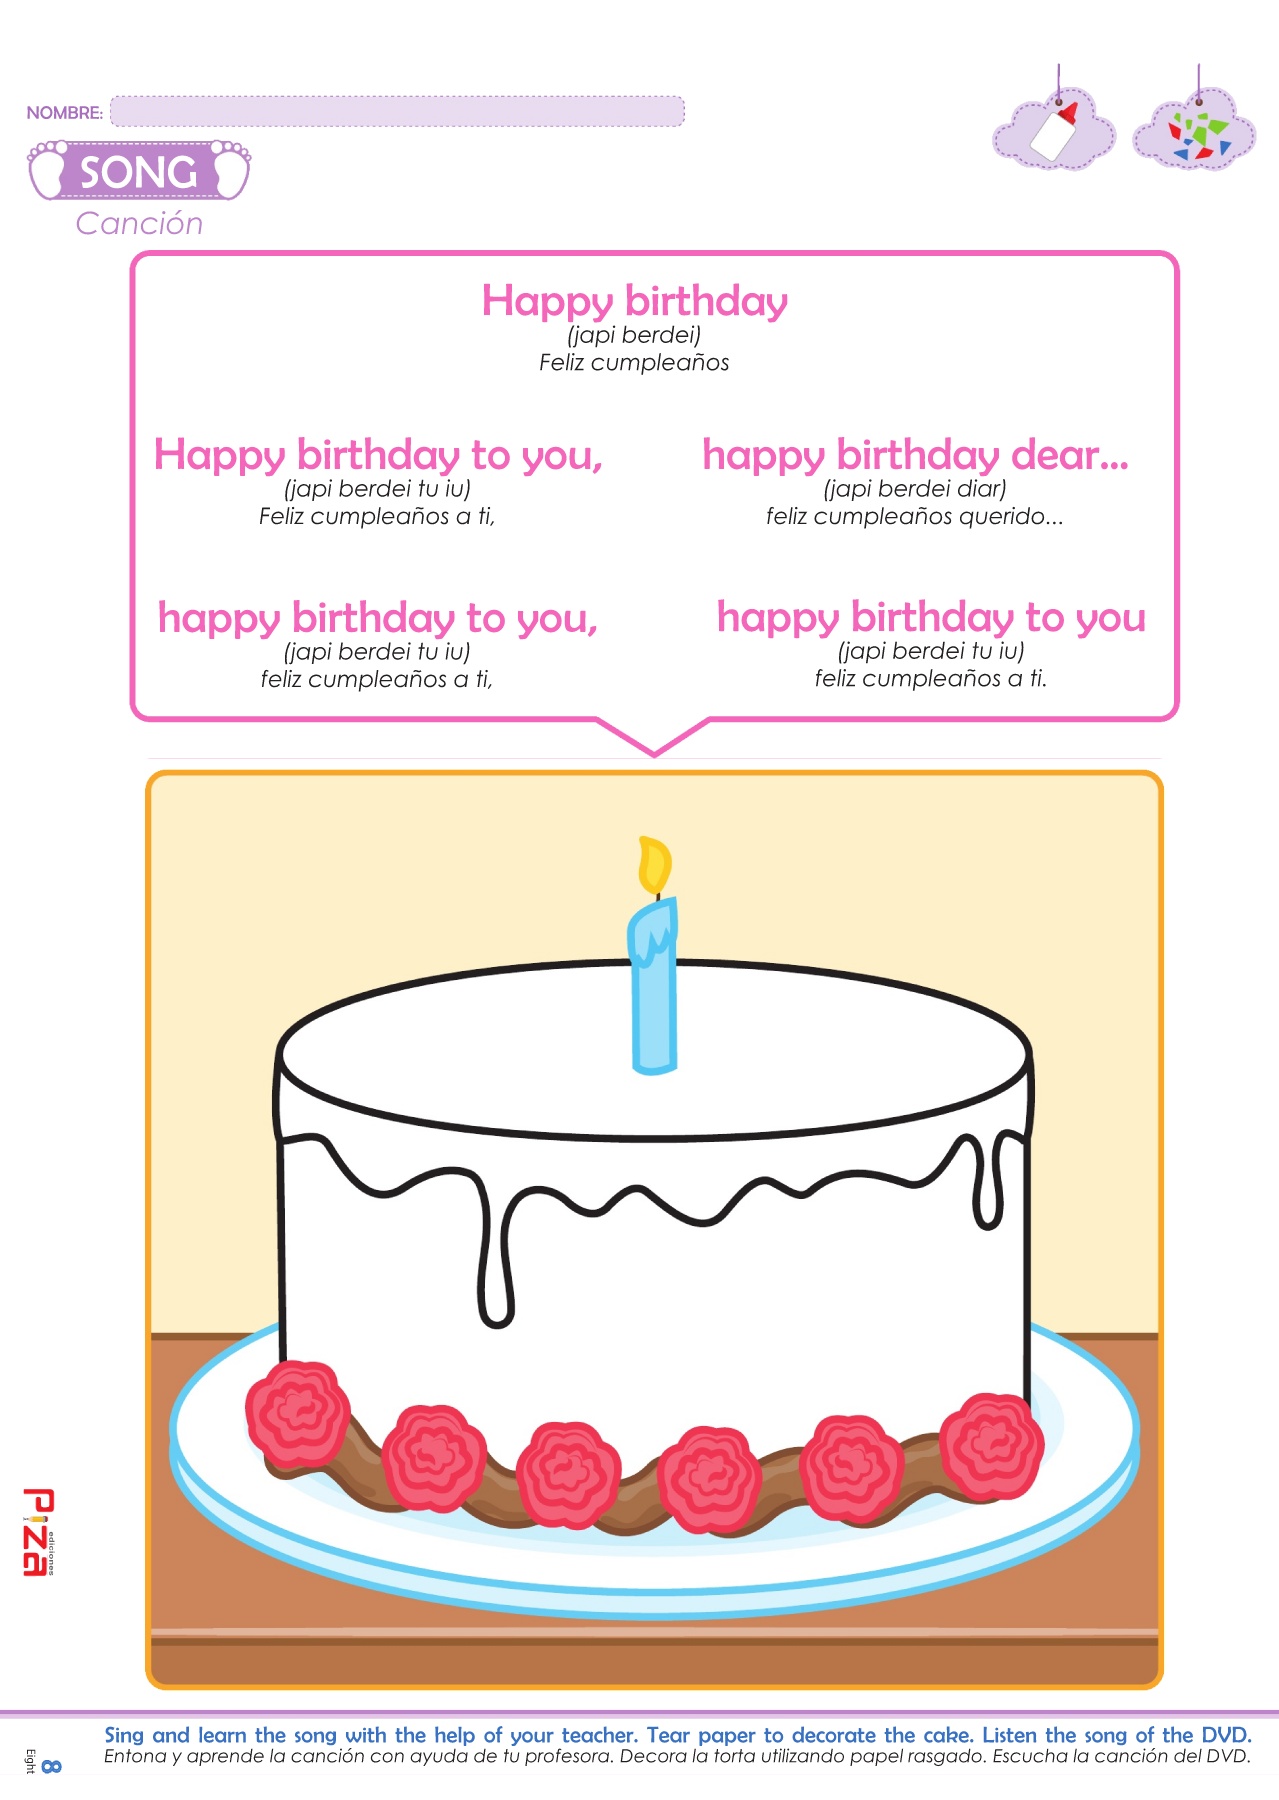 NOMBRE:
SONG
Canción
Happy birthday
(japi berdei)
Feliz cumpleaños
Happy birthday to you,
(japi berdei tu iu)
Feliz cumpleaños a ti,
happy birthday to you,
(japi berdei tu iu)
feliz cumpleaños a ti,
happy birthday dear...
(japi berdei diar)
feliz cumpleaños querido...
happy birthday to you
(japi berdei tu iu)
feliz cumpleaños a ti.
Piza
ediciones
Sing and learn the song with the help of your teacher. Tear paper to decorate the cake. Listen the song of the DVD.
Entona y aprende la canción con ayuda de tu profesora. Decora la torta utilizando papel rasgado. Escucha la canción del DVD.
8
Eight